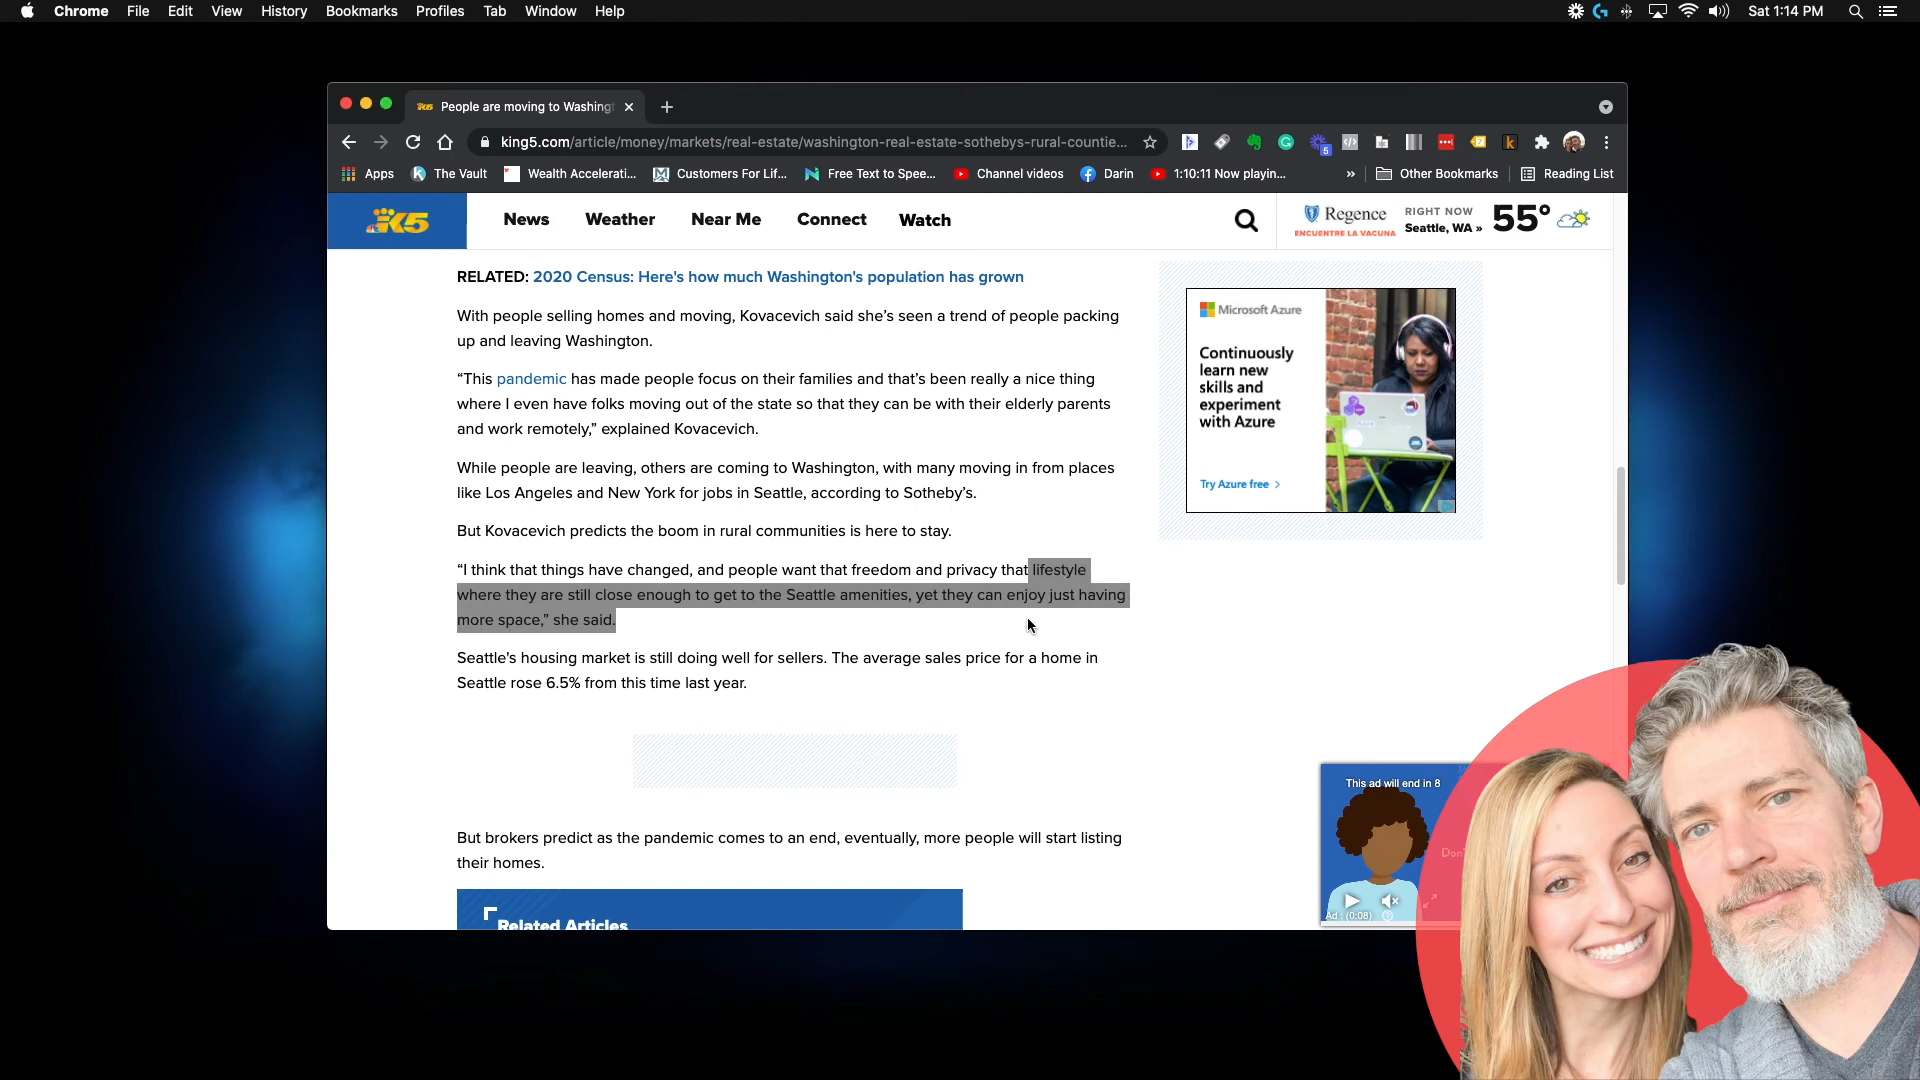 Chrome File Edit View History Bookmarks Profiles Tab Window Help
Sat 1:14 PM
People are moving to Washing
king5.com/article/money/markets/real-estate/washington-real-estate-sothebys-rural-countie...
5
Apps The Vault Wealth Accelerati... Customers For Lif... Free Text to Spee... Channel videos Darin 1:10:11 Now playin... » Other Bookmarks Reading List
K5 News Weather Near Me Connect Watch
Regence
ENCUENTRE LA VACUNA
RIGHT NOW
Seattle, WA »
55°
RELATED: 2020 Census: Here's how much Washington's population has grown
With people selling homes and moving, Kovacevich said she’s seen a trend of people packing
up and leaving Washington.
“This pandemic has made people focus on their families and that’s been really a nice thing
where I even have folks moving out of the state so that they can be with their elderly parents
and work remotely,” explained Kovacevich.
While people are leaving, others are coming to Washington, with many moving in from places
like Los Angeles and New York for jobs in Seattle, according to Sotheby’s.
But Kovacevich predicts the boom in rural communities is here to stay.
“I think that things have changed, and people want that freedom and privacy that lifestyle
where they are still close enough to get to the Seattle amenities, yet they can enjoy just having
more space,” she said.
Seattle's housing market is still doing well for sellers. The average sales price for a home in
Seattle rose 6.5% from this time last year.
But brokers predict as the pandemic comes to an end, eventually, more people will start listing
their homes.
Related Articles
Microsoft Azure
Continuously
learn new
skills and
experiment
with Azure
Try Azure free >
This ad will end in 8
Don'
Ad : (0:08)